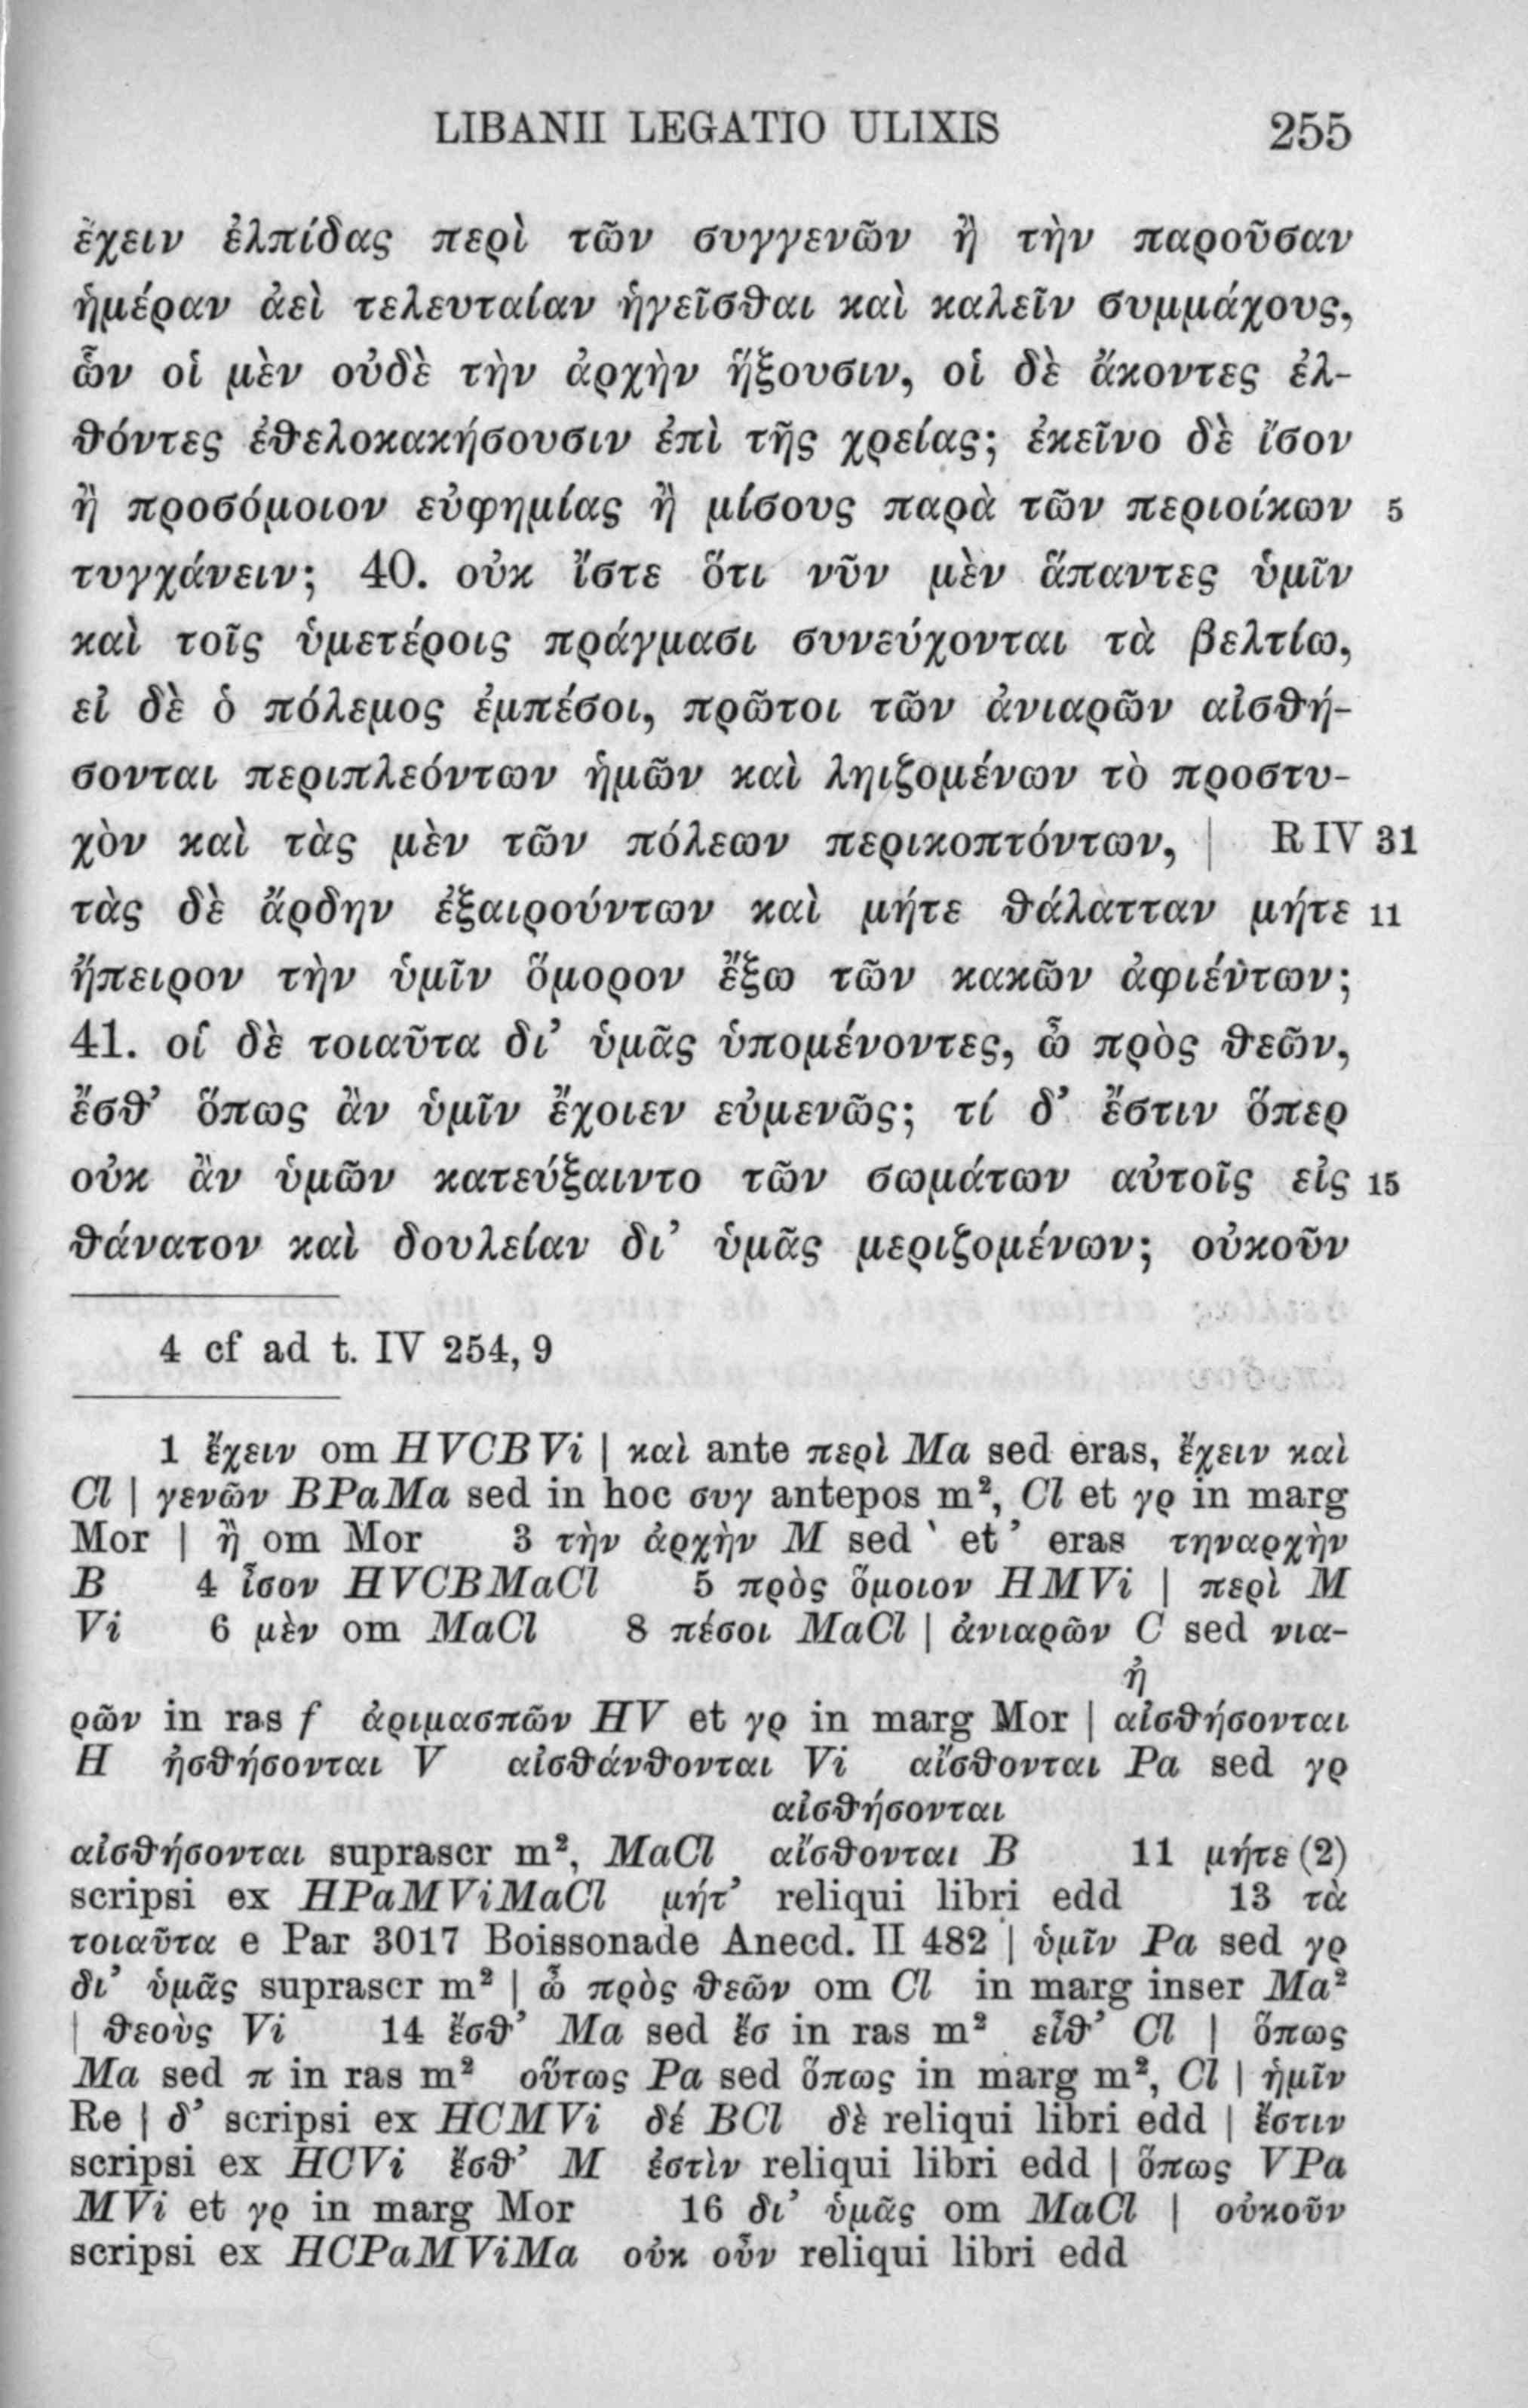 LIBANII LEGATIO ULIXIS 255
ἔχειν ἐλπίδας περὶ τῶν συγγενῶν ἢ τὴν παροῦσαν
ἡμέραν ἀεὶ τελευταίαν ἡγεῖσθαι καὶ καλεῖν συμμάχους,
ὧν οἱ μὲν οὐδὲ τὴν ἀρχὴν ἥξουσιν, οἱ δὲ ἄκοντες ἐλ-
θόντες ἐθελοκακήσουσιν ἐπὶ τῆς χρείας; ἐκεῖνο δὲ ἴσον
ἢ προσόμοιον εὐφημίας ἢ μίσους παρὰ τῶν περιοίκων 5
τυγχάνειν; 40. οὐκ ἴστε ὅτι νῦν μὲν ἅπαντες ὑμῖν
καὶ τοῖς ὑμετέροις πράγμασι συνεύχονται τὰ βελτίω,
εἰ δὲ ὁ πόλεμος ἐμπέσοι, πρῶτοι τῶν ἀνιαρῶν αἰσθή-
σονται περιπλεόντων ἡμῶν καὶ ληιζομένων τὸ προστυ-
χὸν καὶ τὰς μὲν τῶν πόλεων περικοπτόντων, | R IV 31
τὰς δὲ ἄρδην ἐξαιρούντων καὶ μήτε θάλατταν μήτε 11
ἤπειρον τὴν ὑμῖν ὅμορον ἔξω τῶν κακῶν ἀφιέντων;
41. οἱ δὲ τοιαῦτα δι’ ὑμᾶς ὑπομένοντες, ὦ πρὸς θεῶν,
ἔσθ’ ὅπως ἂν ὑμῖν ἔχοιεν εὐμενῶς; τί δ’ ἔστιν ὅπερ
οὐκ ἂν ὑμῶν κατεύξαιντο τῶν σωμάτων αὐτοῖς εἰς 15
θάνατον καὶ δουλείαν δι’ ὑμᾶς μεριζομένων; οὐκοῦν
4 cf ad t. IV 254, 9
1 ἔχειν om HVCBVi | καὶ ante περὶ Ma sed eras, ἔχειν καὶ
Cl | γενῶν BPaMa sed in hoc συγ antepos m², Cl et γρ in marg
Mor | ἢ om Mor 3 τὴν ἀρχὴν M sed ‵ et ’ eras τηναρχὴν
B 4 ἶσον HVCBMaCl 5 πρὸς ὅμοιον HMVi | περὶ M
Vi 6 μὲν om MaCl 8 πέσοι MaCl | ἀνιαρῶν C sed νια-
ἠ
ρῶν in ras f ἀριμασπῶν HV et γρ in marg Mor | αἰσθήσονται
H ἠσθήσονται V αἰσθάνθονται Vi αἴσθονται Pa sed γρ
αἰσθήσονται
αἰσθήσονται suprascr m², MaCl αἴσθονται B 11 μήτε (2)
scripsi ex HPaMViMaCl μήτ’ reliqui libri edd 13 τὰ
τοιαῦτα e Par 3017 Boissonade Anecd. II 482 | ὑμῖν Pa sed γρ
δι’ ὑμᾶς suprascr m² | ὦ πρὸς θεῶν om Cl in marg inser Ma²
| θεοὺς Vi 14 ἔσθ’ Ma sed ἔσ in ras m² εἶθ’ Cl | ὅπως
Ma sed π in ras m² οὕτως Pa sed ὅπως in marg m², Cl | ἡμῖν
Re | δ’ scripsi ex HCMVi δέ BCl δὲ reliqui libri edd | ἔστιν
scripsi ex HCVi ἔσθ’ M ἐστὶν reliqui libri edd | ὅπως VPa
MVi et γρ in marg Mor 16 δι’ ὑμᾶς om MaCl | οὐκοῦν
scripsi ex HCPaMViMa οὐκ οὖν reliqui libri edd